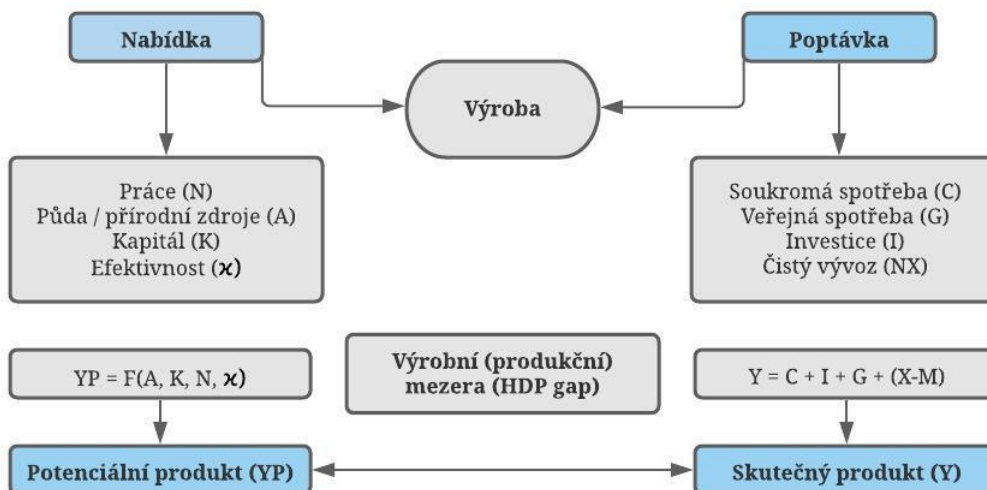 Nabídka
Poptávka
Výroba
Práce (N)
Půda / přírodní zdroje (A)
Kapitál (K)
Efektivnost (ϰ)
Soukromá spotřeba (C)
Veřejná spotřeba (G)
Investice (I)
Čistý vývoz (NX)
YP = F(A, K, N, ϰ)
Výrobní (produkční)
mezera (HDP gap)
Y = C + I + G + (X-M)
Potenciální produkt (YP)
Skutečný produkt (Y)